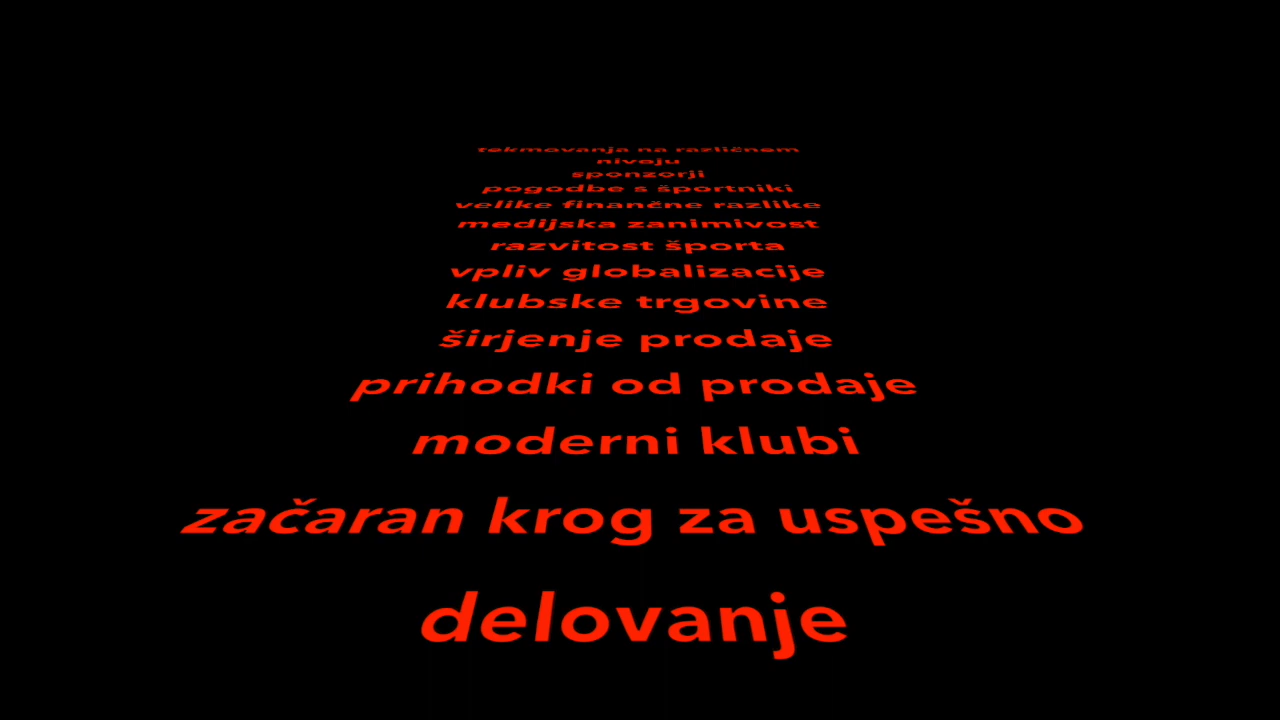 tekmovanja na različnem
nivoju
sponzorji
pogodbe s športniki
velike finančne razlike
medijska zanimivost
razvitost športa
vpliv globalizacije
klubske trgovine
širjenje prodaje
prihodki od prodaje
moderni klubi
začaran krog za uspešno
delovanje